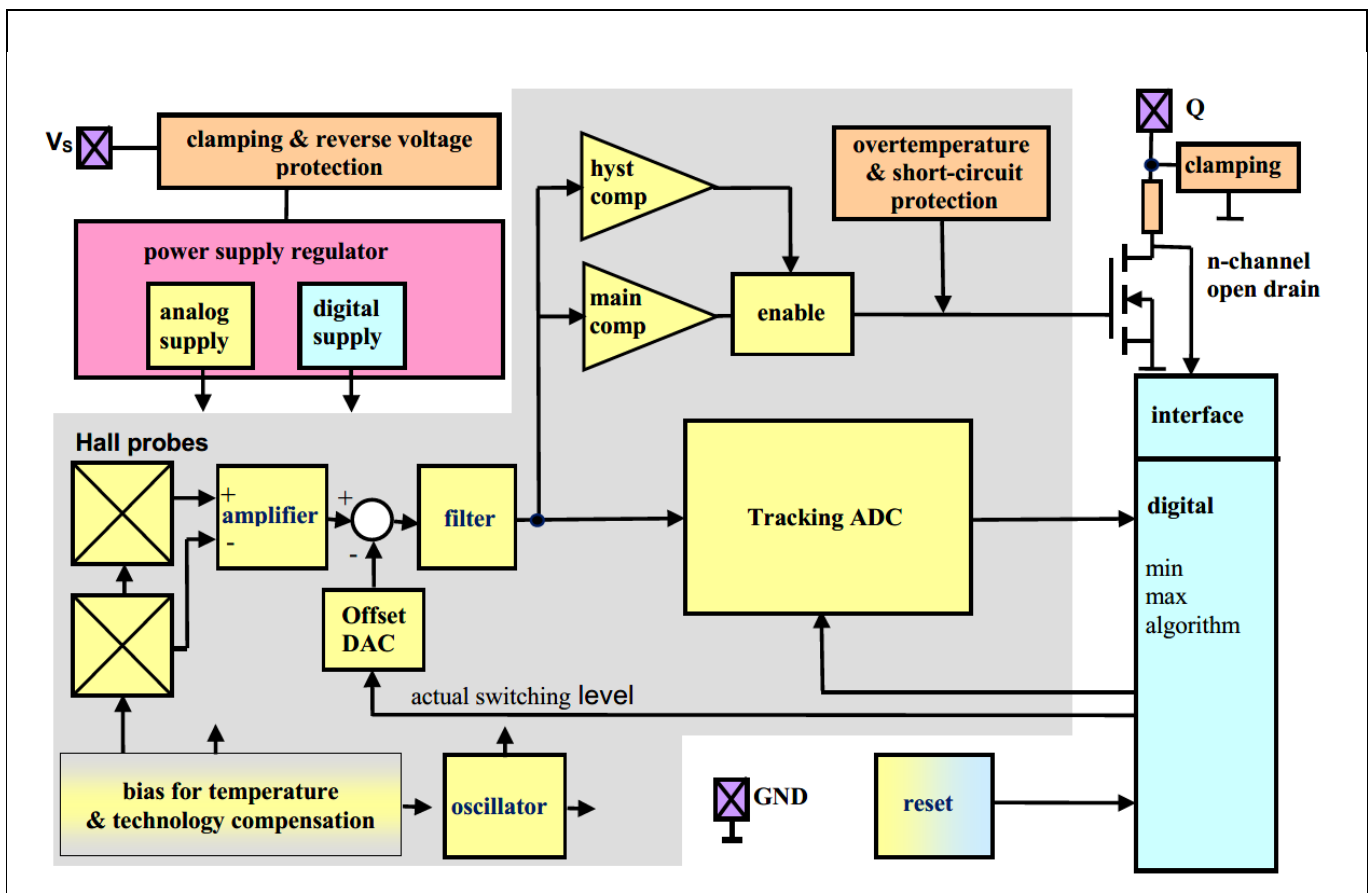 V_S
clamping & reverse voltage
protection
power supply regulator
analog
supply
digital
supply
hyst
comp
main
comp
enable
overtemperature
& short-circuit
protection
Q
clamping
n-channel
open drain
interface
digital
min
max
algorithm
Hall probes
+
-
amplifier
+
-
filter
Offset
DAC
Tracking ADC
actual switching level
bias for temperature
& technology compensation
oscillator
GND
reset